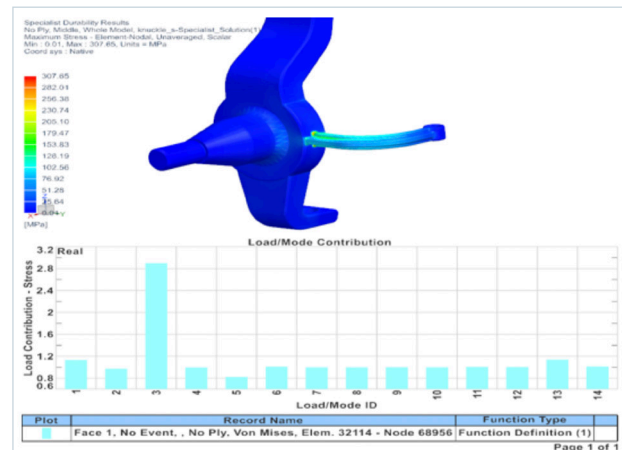 Specialist Durability Results
No Ply, Middle, Whole Model, knuckle_s-Specialist_Solution(1)
Maximum Stress - Element-Nodal, Unaveraged, Scalar
Min : 0.01, Max : 307.65, Units = MPa
Coord sys : Native
307.65
282.01
256.38
230.74
205.10
179.47
153.83
128.19
102.56
76.92
51.28
[MPa]
Load/Mode Contribution
Real
Load Contribution - Stress
3.2
2.8
2.4
2
1.6
1.2
0.8
0.6
1 2 3 4 5 6 7 8 9 10 11 12 13 14
Load/Mode ID
Plot Record Name Function Type
Face 1, No Event, , No Ply, Von Mises, Elem. 32114 - Node 68956 Function Definition (1)
Page 1 of 1